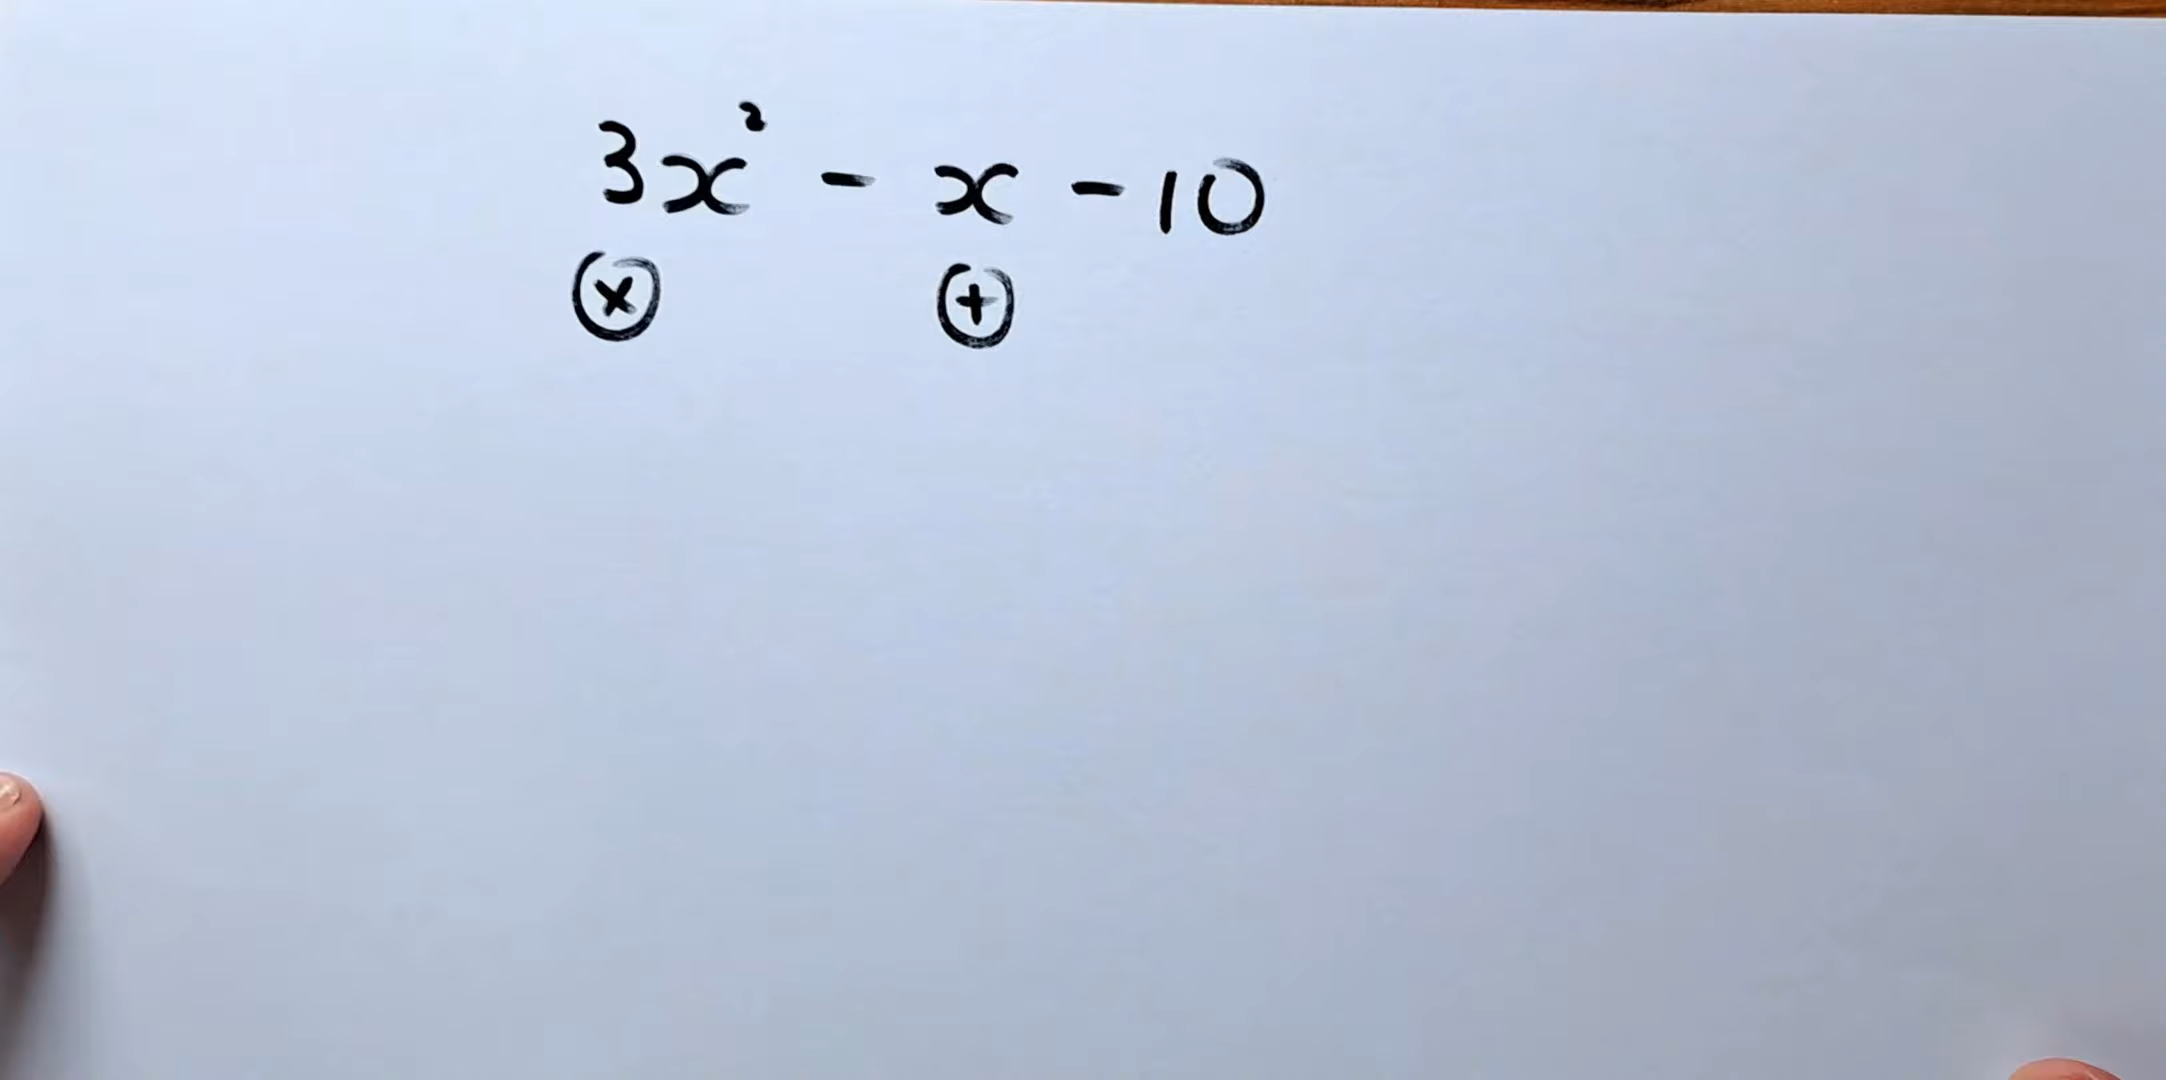 3x² - x - 10
⊗ ⊕